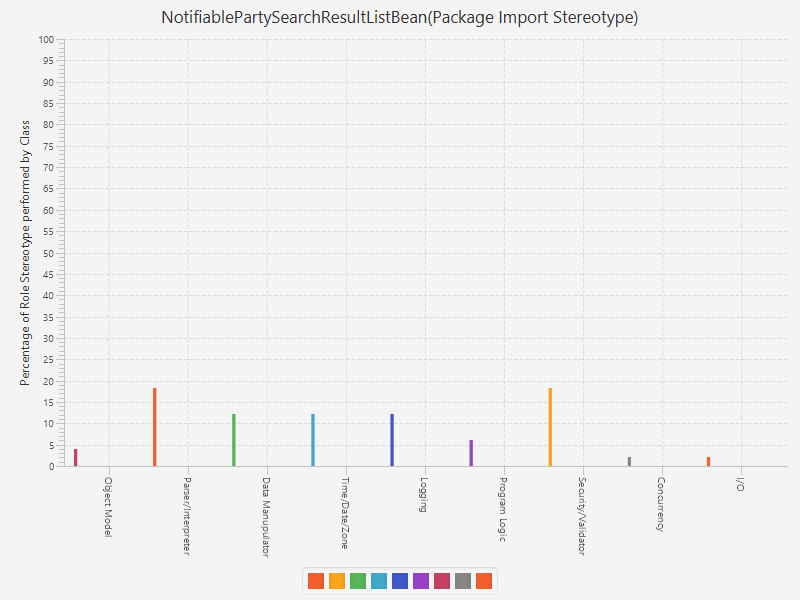 NotifiablePartySearchResultListBean(Package Import Stereotype)
Percentage of Role Stereotype performed by Class
100
95
90
85
80
75
70
65
60
55
50
45
40
35
30
25
20
15
10
5
0
Object Model
Parser/Interpreter
Data Manupulator
Time/Date/Zone
Logging
Program Logic
Security/Validator
Concurrency
I/O